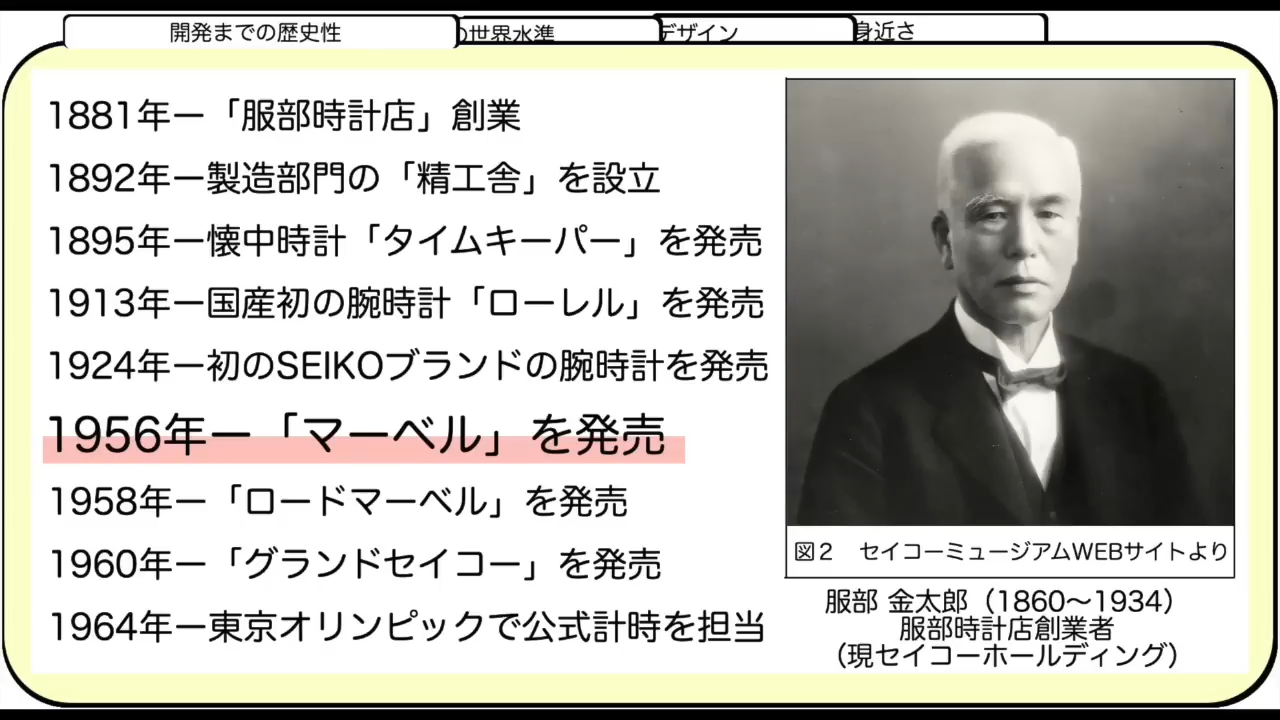 開発までの歴史性
の世界水準
デザイン
身近さ
1881年ー「服部時計店」創業
1892年ー製造部門の「精工舎」を設立
1895年ー懐中時計「タイムキーパー」を発売
1913年ー国産初の腕時計「ローレル」を発売
1924年ー初のSEIKOブランドの腕時計を発売
1956年ー「マーベル」を発売
1958年ー「ロードマーベル」を発売
1960年ー「グランドセイコー」を発売
1964年ー東京オリンピックで公式計時を担当
図2　セイコーミュージアムWEBサイトより
服部 金太郎（1860〜1934）
服部時計店創業者
（現セイコーホールディング）